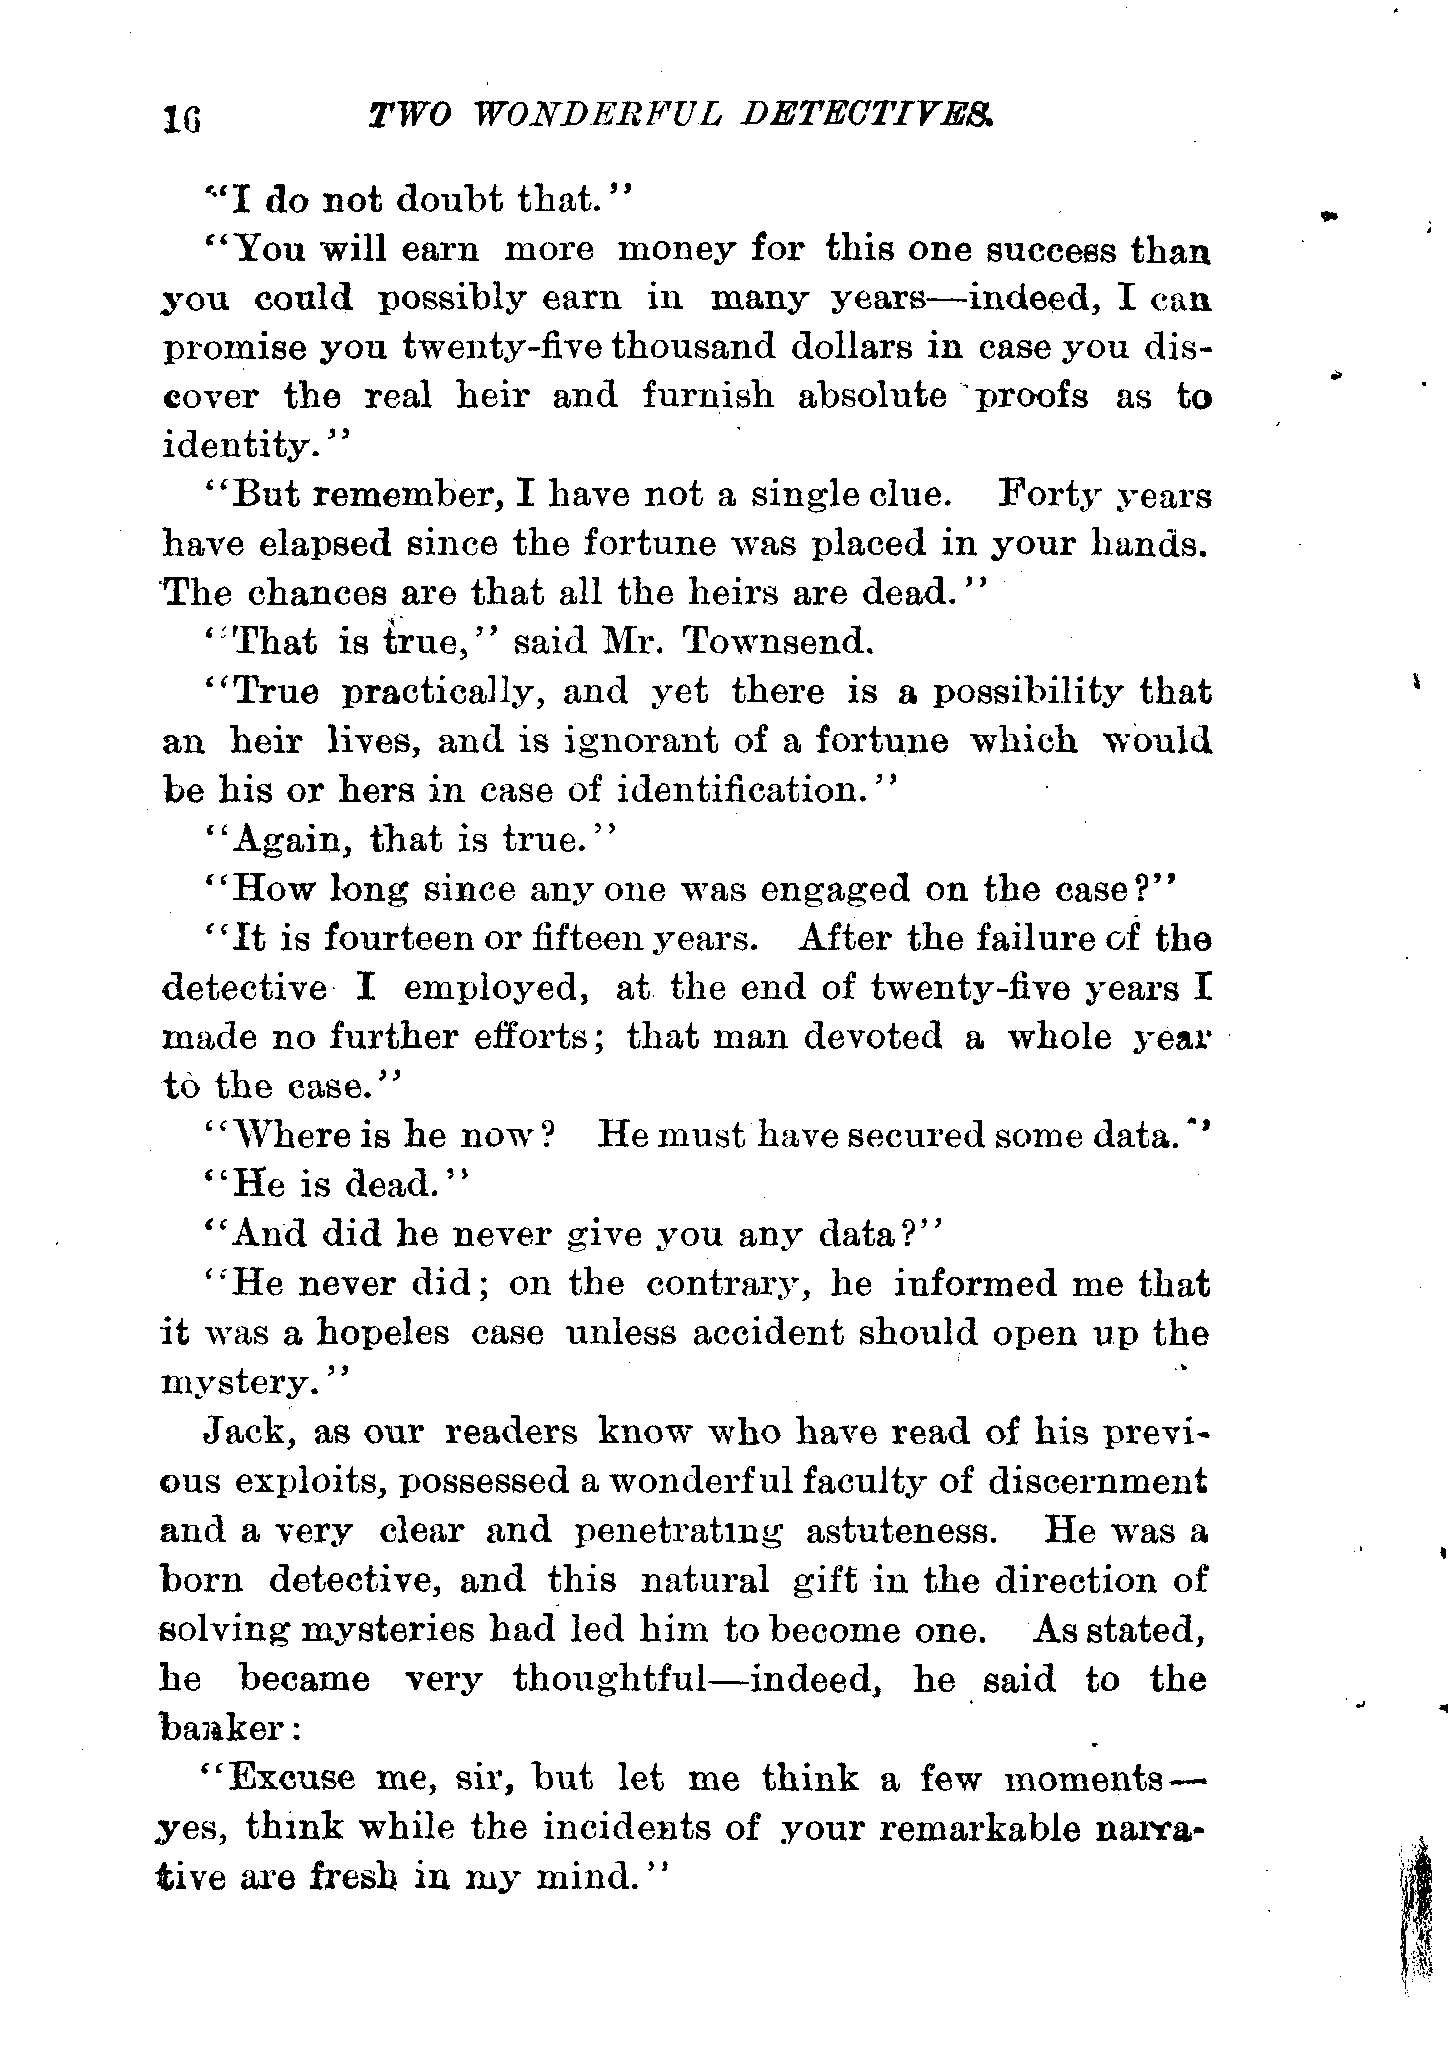 16 TWO WONDERFUL DETECTIVES.
"I do not doubt that."
"You will earn more money for this one success than
you could possibly earn in many years—indeed, I can
promise you twenty-five thousand dollars in case you dis-
cover the real heir and furnish absolute proofs as to
identity."
"But remember, I have not a single clue. Forty years
have elapsed since the fortune was placed in your hands.
The chances are that all the heirs are dead."
"That is true," said Mr. Townsend.
"True practically, and yet there is a possibility that
an heir lives, and is ignorant of a fortune which would
be his or hers in case of identification."
"Again, that is true."
"How long since any one was engaged on the case?"
"It is fourteen or fifteen years. After the failure of the
detective I employed, at the end of twenty-five years I
made no further efforts; that man devoted a whole year
to the case."
"Where is he now? He must have secured some data."
"He is dead."
"And did he never give you any data?"
"He never did; on the contrary, he informed me that
it was a hopeles case unless accident should open up the
mystery."
Jack, as our readers know who have read of his previ-
ous exploits, possessed a wonderful faculty of discernment
and a very clear and penetrating astuteness. He was a
born detective, and this natural gift in the direction of
solving mysteries had led him to become one. As stated,
he became very thoughtful—indeed, he said to the
banker:
"Excuse me, sir, but let me think a few moments—
yes, think while the incidents of your remarkable narra-
tive are fresh in my mind."